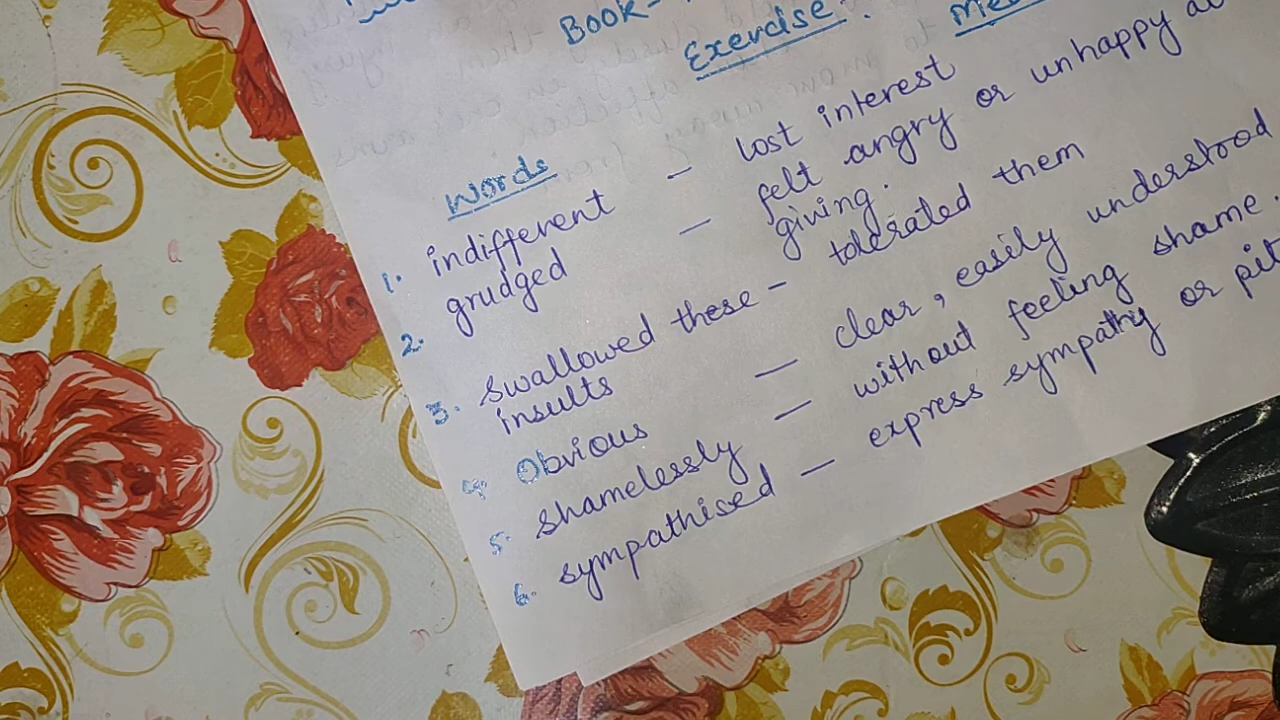 Book-
Exercise:
Words
1. indifferent - lost interest
2. grudged - felt angry or unhappy at
giving.
3. swallowed these - tolerated them
insults
4. Obvious - clear, easily understood
5. shamelessly - without feeling shame.
6. sympathised - express sympathy or